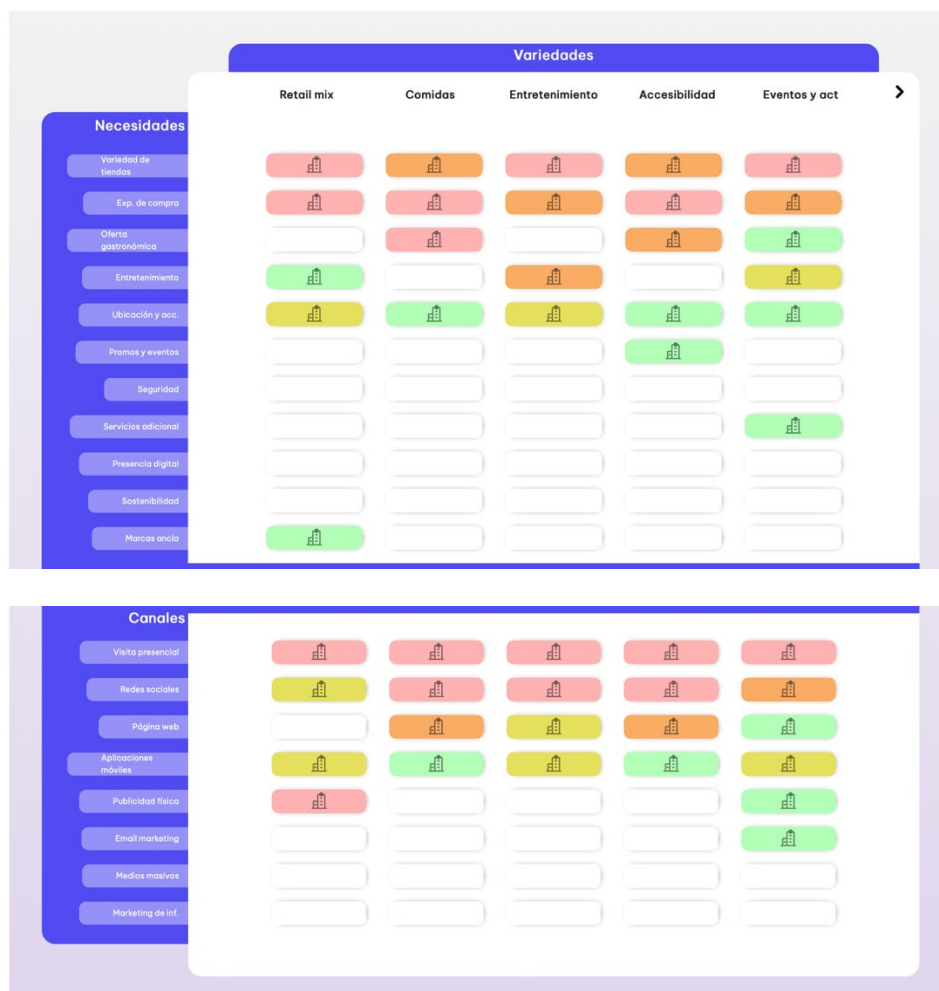 Variedades
Retail mix
Comidas
Entretenimiento
Accesibilidad
Eventos y act
Necesidades
Variedad de
tiendas
Exp. de compra
Oferta
gastronómica
Entretenimiento
Ubicación y acc.
Promos y eventos
Seguridad
Servicios adicional
Presencia digital
Sostenibilidad
Marcas ancla
Canales
Visita presencial
Redes sociales
Página web
Aplicaciones
móviles
Publicidad física
Email marketing
Medios masivos
Marketing de inf.